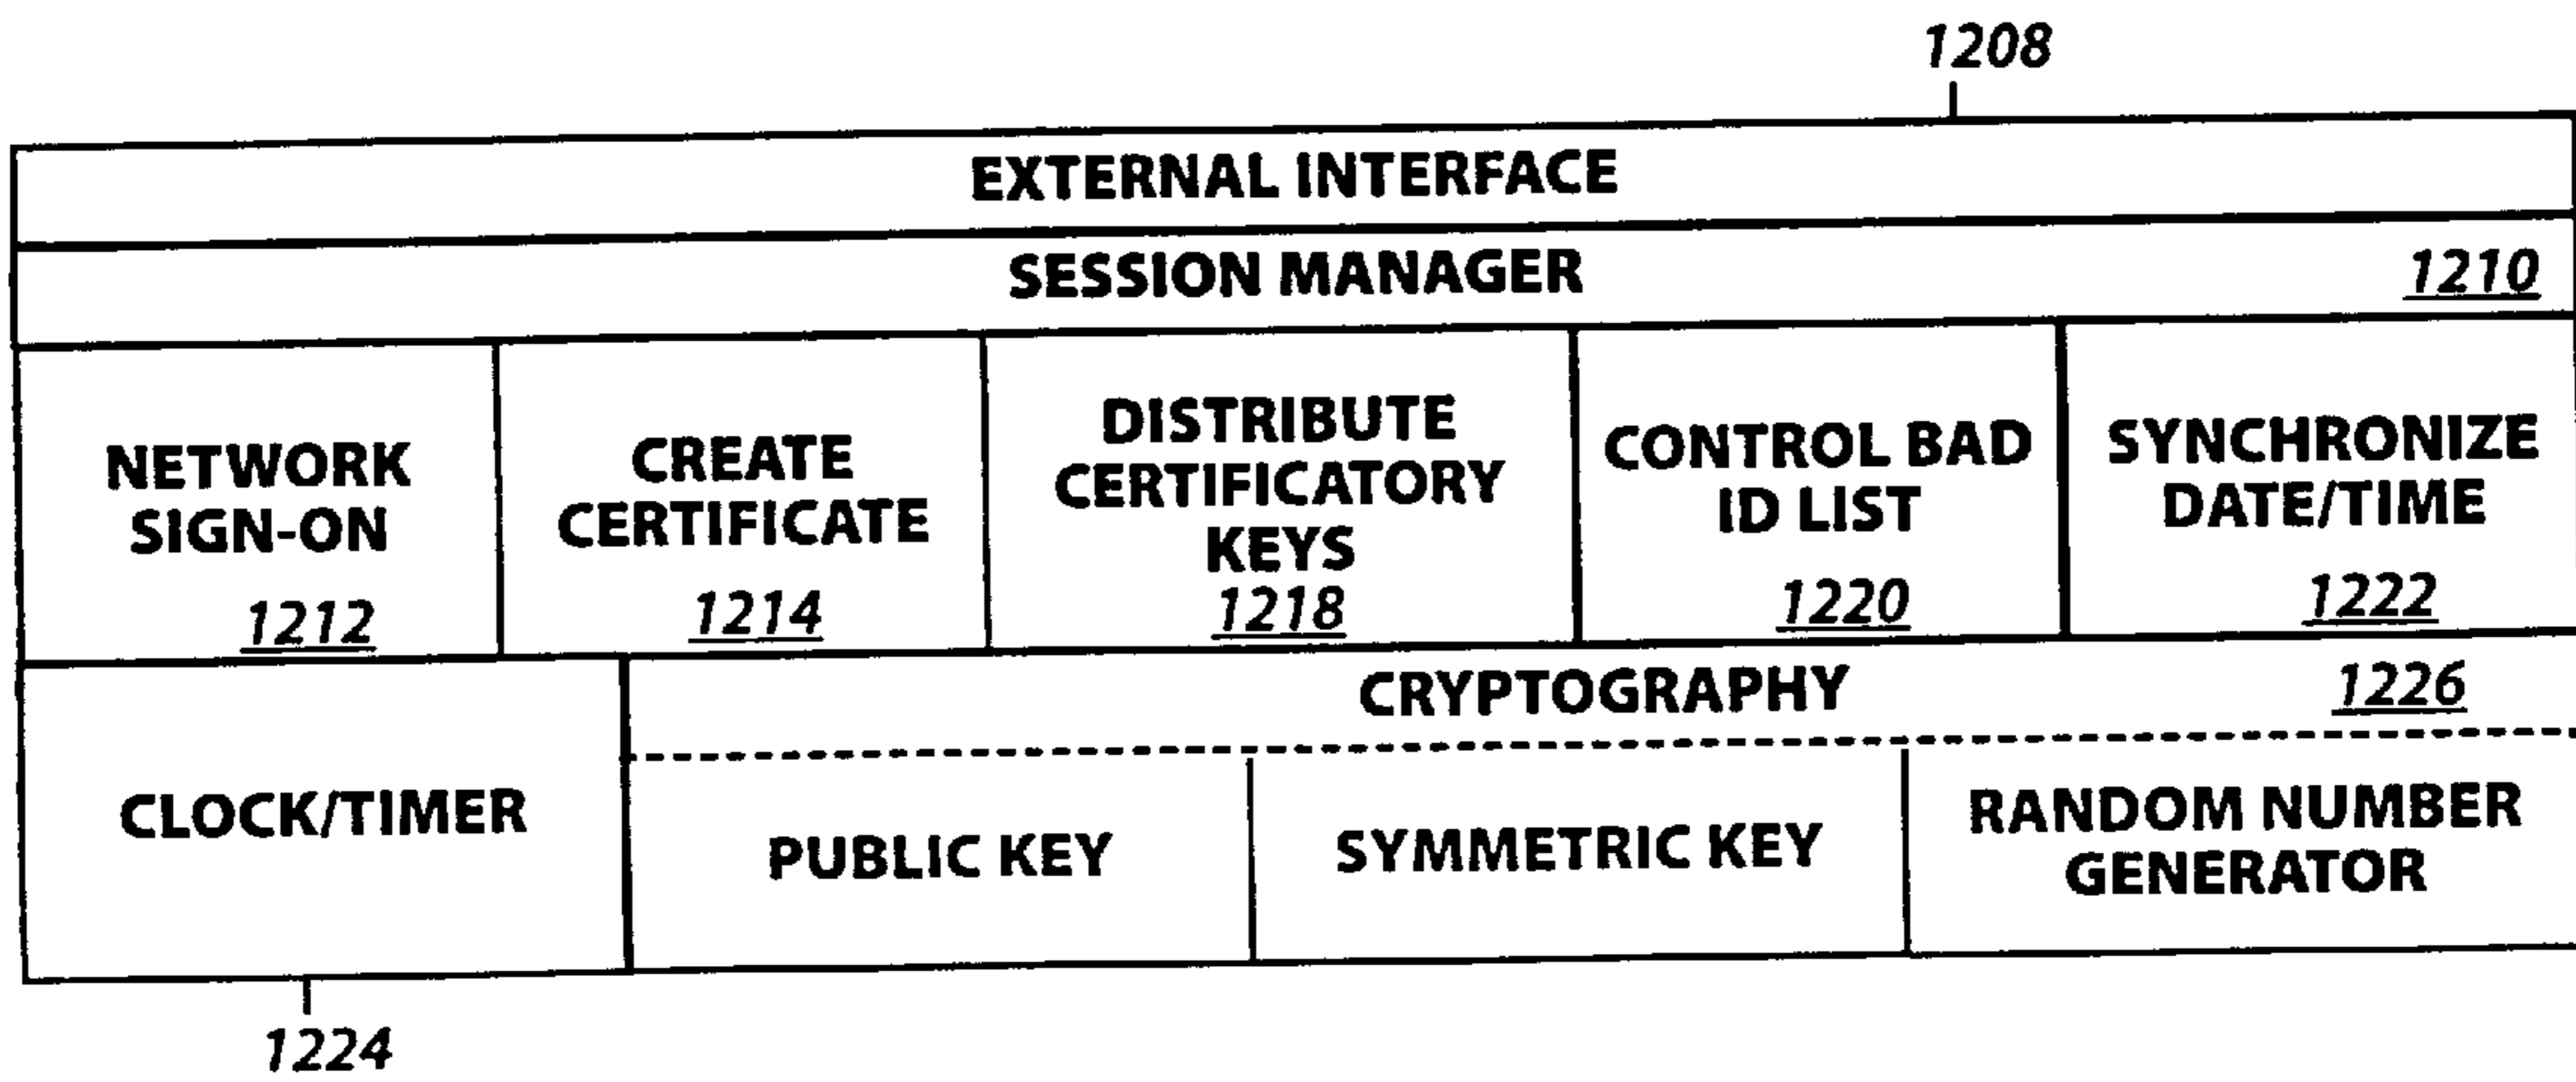 1208
EXTERNAL INTERFACE
SESSION MANAGER 1210
NETWORK
SIGN-ON
1212
CREATE
CERTIFICATE
1214
DISTRIBUTE
CERTIFICATORY
KEYS
1218
CONTROL BAD
ID LIST
1220
SYNCHRONIZE
DATE/TIME
1222
CLOCK/TIMER
CRYPTOGRAPHY 1226
PUBLIC KEY
SYMMETRIC KEY
RANDOM NUMBER
GENERATOR
1224